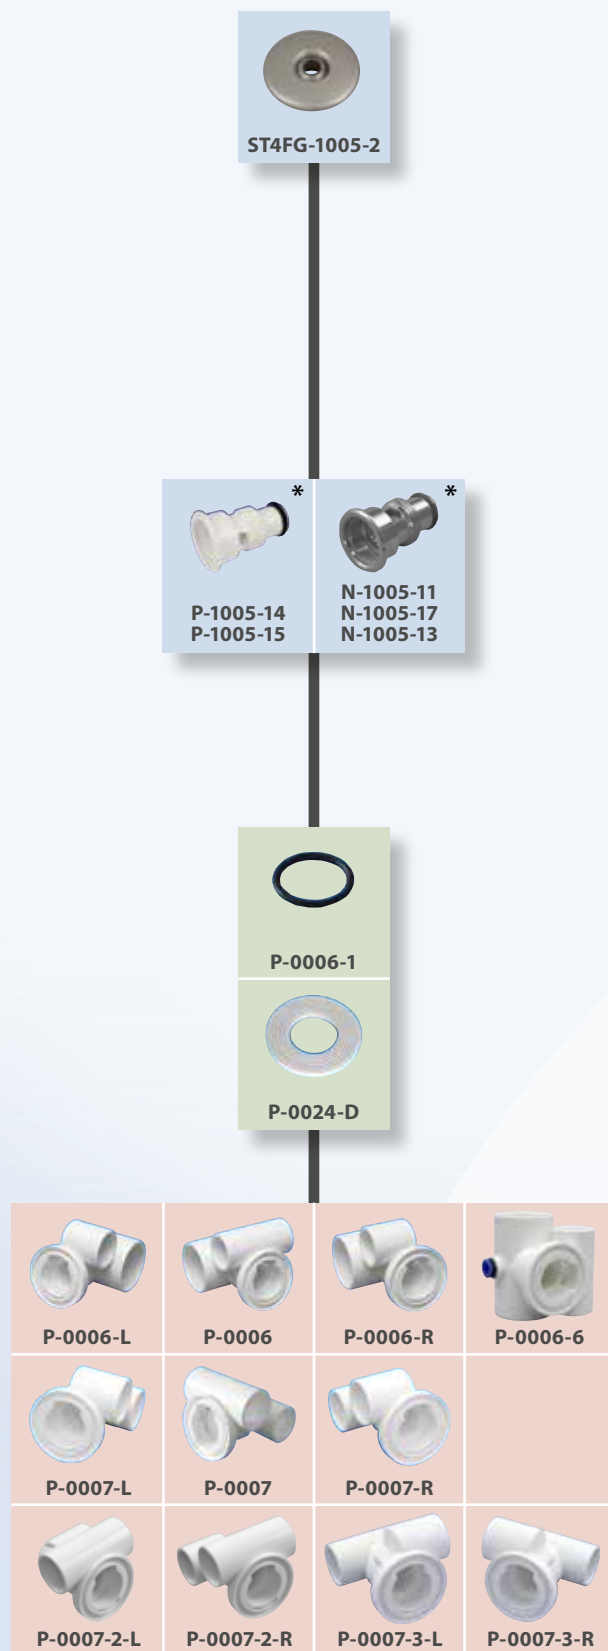 ST4FG-1005-2
*
*
P-1005-14
P-1005-15
N-1005-11
N-1005-17
N-1005-13
P-0006-1
P-0024-D
P-0006-L
P-0006
P-0006-R
P-0006-6
P-0007-L
P-0007
P-0007-R
P-0007-2-L
P-0007-2-R
P-0007-3-L
P-0007-3-R